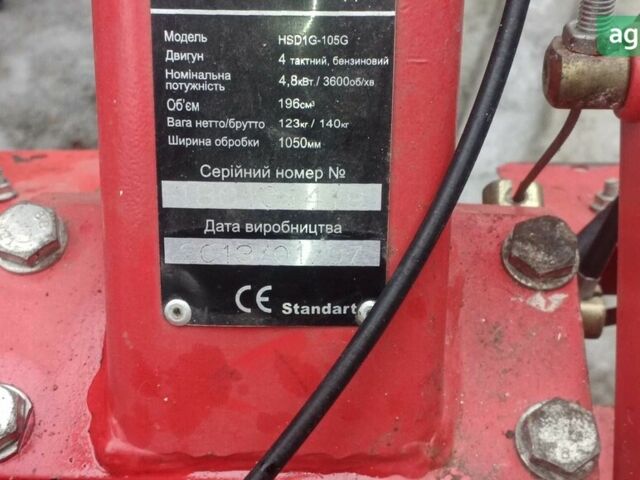 ag
Модель HSD1G-105G
Двигун 4 тактний, бензиновий
Номінальна потужність 4,8кВт / 3600об/хв
Об'єм 196см³
Вага нетто/брутто 123кг / 140кг
Ширина обробки 1050мм
Серійний номер №
Дата виробництва
CE Standart